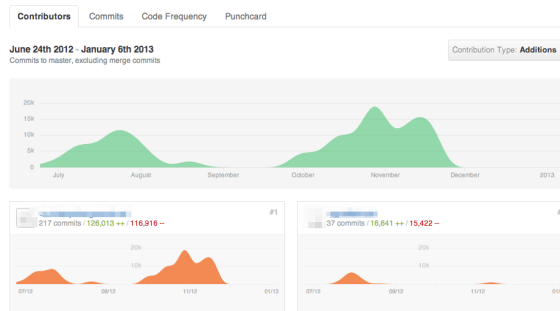 Contributors Commits Code Frequency Punchcard
June 24th 2012 - January 6th 2013
Commits to master, excluding merge commits
Contribution Type: Additions
20k
15k
10k
5k
0
July August September October November December 2013
#1
217 commits / 126,013 ++ / 116,916 --
20k
10k
07/12 09/12 11/12 01/13
37 commits / 16,641 ++ / 15,422 --
20k
10k
07/12 09/12 11/12